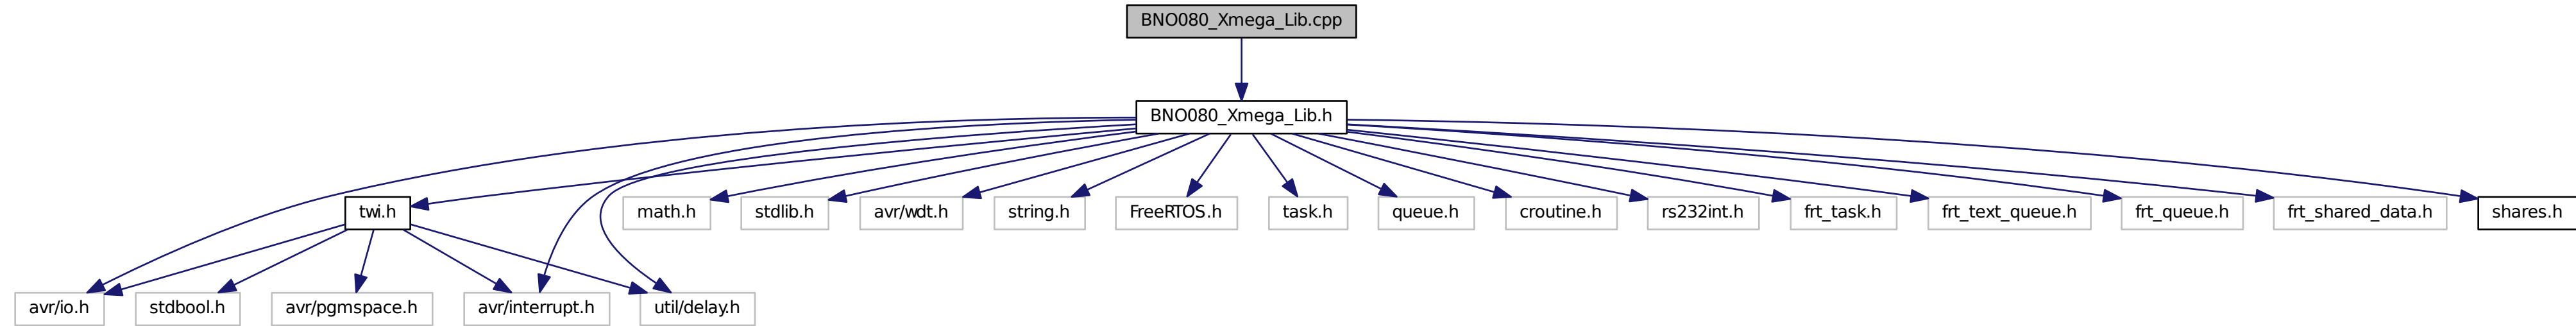 BNO080_Xmega_Lib.cpp
BNO080_Xmega_Lib.h
twi.h
math.h
stdlib.h
avr/wdt.h
string.h
FreeRTOS.h
task.h
queue.h
croutine.h
rs232int.h
frt_task.h
frt_text_queue.h
frt_queue.h
frt_shared_data.h
shares.h
avr/io.h
stdbool.h
avr/pgmspace.h
avr/interrupt.h
util/delay.h